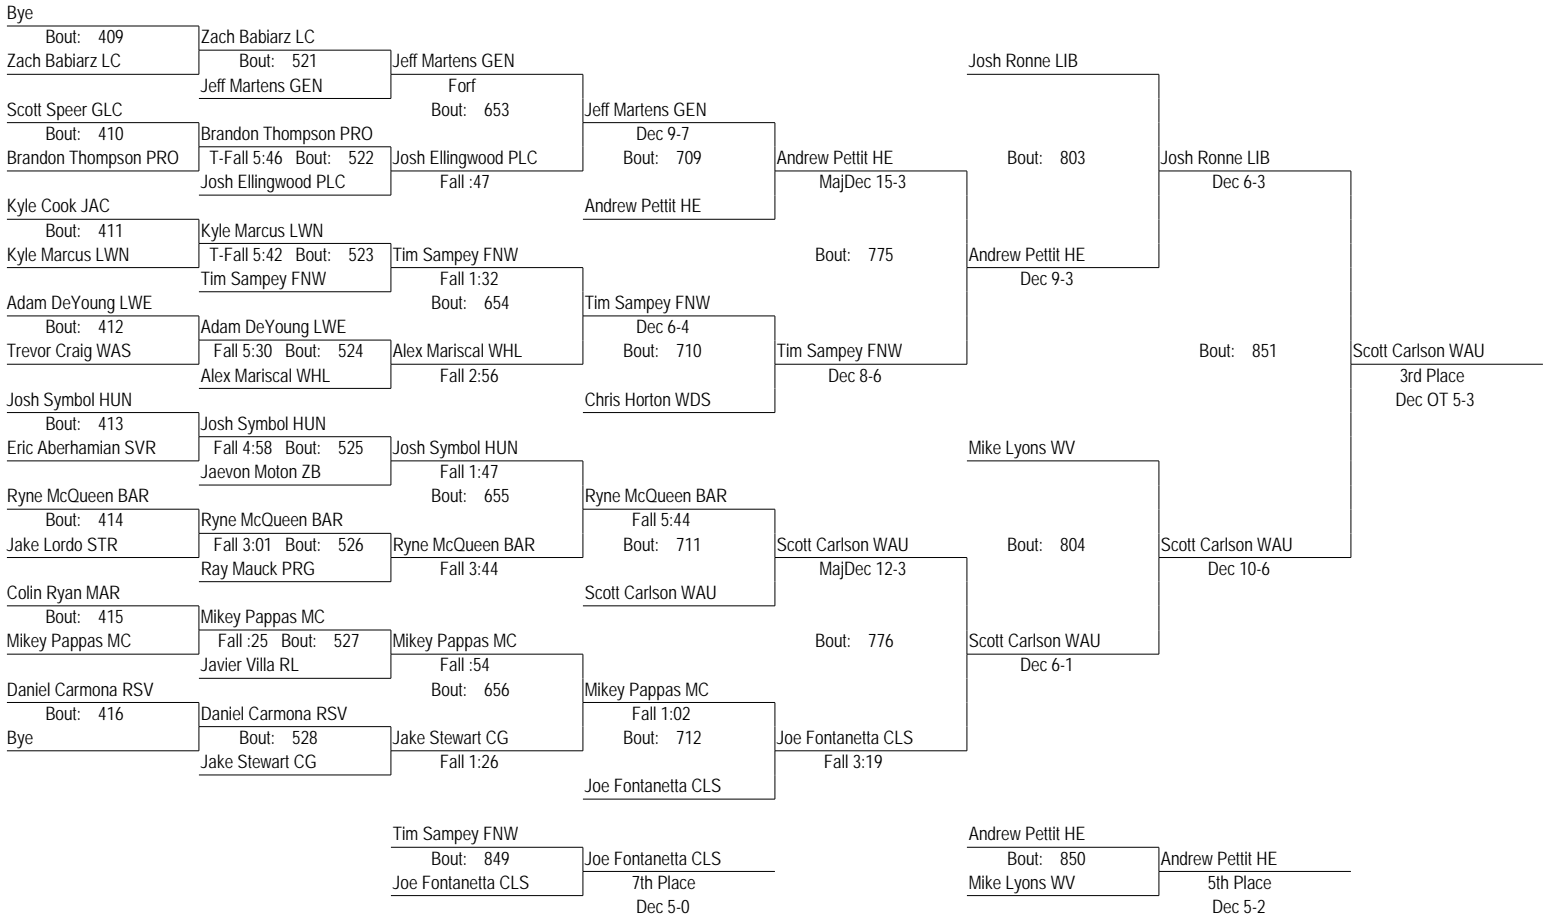 Bye
Bout: 409
Zach Babiarz LC
Zach Babiarz LC
Bout: 521
Jeff Martens GEN
Jeff Martens GEN
Forf
Bout: 653
Scott Speer GLC
Bout: 410
Brandon Thompson PRO
Brandon Thompson PRO
T-Fall 5:46 Bout: 522
Josh Ellingwood PLC
Josh Ellingwood PLC
Fall :47
Jeff Martens GEN
Dec 9-7
Bout: 709
Andrew Pettit HE
Andrew Pettit HE
MajDec 15-3
Bout: 775
Kyle Cook JAC
Bout: 411
Kyle Marcus LWN
Kyle Marcus LWN
T-Fall 5:42 Bout: 523
Tim Sampey FNW
Tim Sampey FNW
Fall 1:32
Bout: 654
Adam DeYoung LWE
Bout: 412
Trevor Craig WAS
Adam DeYoung LWE
Fall 5:30 Bout: 524
Alex Mariscal WHL
Alex Mariscal WHL
Fall 2:56
Tim Sampey FNW
Dec 6-4
Bout: 710
Chris Horton WDS
Tim Sampey FNW
Dec 8-6
Josh Ronne LIB
Bout: 803
Andrew Pettit HE
Dec 9-3
Josh Ronne LIB
Dec 6-3
Bout: 851
Scott Carlson WAU
3rd Place
Dec OT 5-3
Josh Symbol HUN
Bout: 413
Eric Aberhamian SVR
Josh Symbol HUN
Fall 4:58 Bout: 525
Jaevon Moton ZB
Josh Symbol HUN
Fall 1:47
Bout: 655
Ryne McQueen BAR
Bout: 414
Jake Lordo STR
Ryne McQueen BAR
Fall 3:01 Bout: 526
Ray Mauck PRG
Ryne McQueen BAR
Fall 3:44
Ryne McQueen BAR
Fall 5:44
Bout: 711
Scott Carlson WAU
Scott Carlson WAU
MajDec 12-3
Bout: 776
Colin Ryan MAR
Bout: 415
Mikey Pappas MC
Mikey Pappas MC
Fall :25 Bout: 527
Javier Villa RL
Mikey Pappas MC
Fall :54
Bout: 656
Daniel Carmona RSV
Bout: 416
Bye
Daniel Carmona RSV
Bout: 528
Jake Stewart CG
Jake Stewart CG
Fall 1:26
Mikey Pappas MC
Fall 1:02
Bout: 712
Joe Fontanetta CLS
Joe Fontanetta CLS
Fall 3:19
Mike Lyons WV
Bout: 804
Scott Carlson WAU
Dec 6-1
Scott Carlson WAU
Dec 10-6
Tim Sampey FNW
Bout: 849
Joe Fontanetta CLS
Joe Fontanetta CLS
7th Place
Dec 5-0
Andrew Pettit HE
Bout: 850
Mike Lyons WV
Andrew Pettit HE
5th Place
Dec 5-2